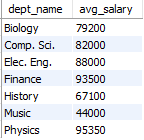 dept_name avg_salary
Biology 79200
Comp. Sci. 82000
Elec. Eng. 88000
Finance 93500
History 67100
Music 44000
Physics 95350